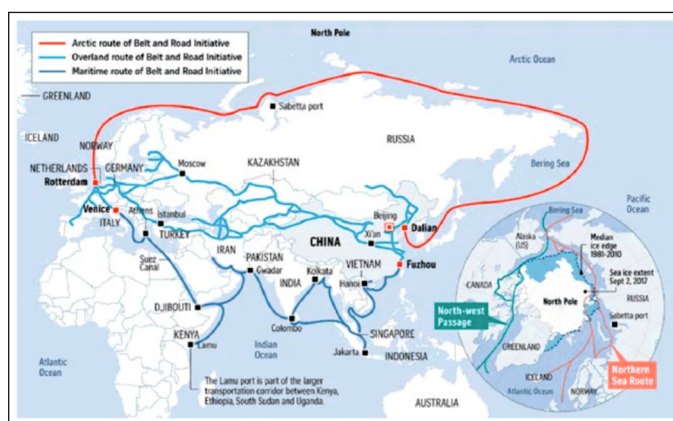 North Pole
Arctic route of Belt and Road Initiative
Overland route of Belt and Road Initiative
Maritime route of Belt and Road Initiative
Arctic
Ocean
GREENLAND
Sabetta port
ICELAND
NORWAY
RUSSIA
Bering Sea
NETHERLANDS
GERMANY
Moscow
KAZAKHSTAN
Rotterdam
Pacific
Ocean
Venice
ITALY
Athens
Istanbul
TURKEY
Beijing
Dalian
Xi'an
CHINA
Suez
Canal
IRAN
PAKISTAN
Gwadar
INDIA
Kolkata
VIETNAM
Hanoi
Fuzhou
DJIBOUTI
KENYA
Lamu
Colombo
Indian
Ocean
SINGAPORE
Jakarta
INDONESIA
Atlantic
Ocean
AUSTRALIA
The Lamu port is part of the larger
transportation corridor between Kenya,
Ethiopia, South Sudan and Uganda.
Bering Sea
Alaska
(US)
Median
ice edge
1981-2010
Sea ice extent
Sept 2, 2017
CANADA
North Pole
RUSSIA
Sabetta port
North-west
Passage
GREENLAND
Northern
Sea Route
ICELAND
Atlantic Ocean
NORWAY